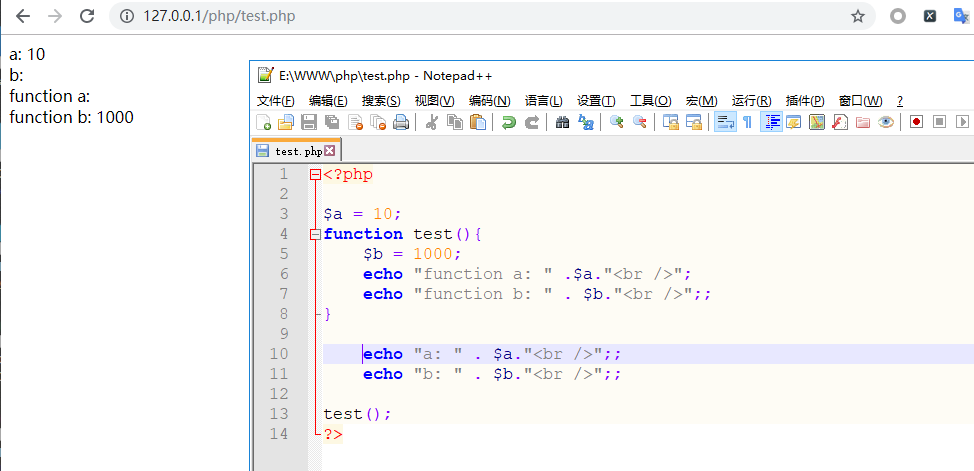 127.0.0.1/php/test.php
a: 10
b:
function a:
function b: 1000
E:\WWW\php\test.php - Notepad++
文件(F) 编辑(E) 搜索(S) 视图(V) 编码(N) 语言(L) 设置(T) 工具(O) 宏(M) 运行(R) 插件(P) 窗口(W) ?
test.php
1 <?php
2
3 $a = 10;
4 function test(){
5 $b = 1000;
6 echo "function a: " .$a."<br />";
7 echo "function b: " . $b."<br />";;
8 }
9
10 echo "a: " . $a."<br />";;
11 echo "b: " . $b."<br />";;
12
13 test();
14 ?>